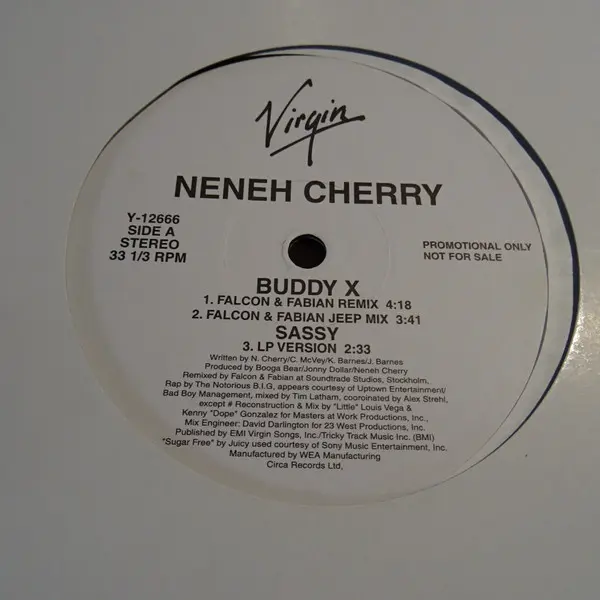 Virgin
NENEH CHERRY
Y-12666
SIDE A
STEREO
33 1/3 RPM
PROMOTIONAL ONLY
NOT FOR SALE
BUDDY X
1. FALCON & FABIAN REMIX 4:18
2. FALCON & FABIAN JEEP MIX 3:41
SASSY
3. LP VERSION 2:33
Written by N. Cherry/C. McVey/K. Barnes/J. Barnes
Produced by Booga Bear/Jonny Dollar/Neneh Cherry
Remixed by Falcon & Fabian at Soundtrade Studios, Stockholm,
Rap by The Notorious B.I.G, appears courtesy of Uptown Entertainment/
Bad Boy Management, mixed by Tim Latham, cooroinated by Alex Strehl,
except # Reconstruction & Mix by "Little" Louis Vega &
Kenny "Dope" Gonzalez for Masters at Work Productions, Inc.,
Mix Engineer: David Darlington for 23 West Productions, Inc.
Published by EMI Virgin Songs, Inc./Tricky Track Music Inc. (BMI)
"Sugar Free" by Juicy used courtesy of Sony Music Entertainment, Inc.
Manufactured by WEA Manufacturing
Circa Records Ltd,